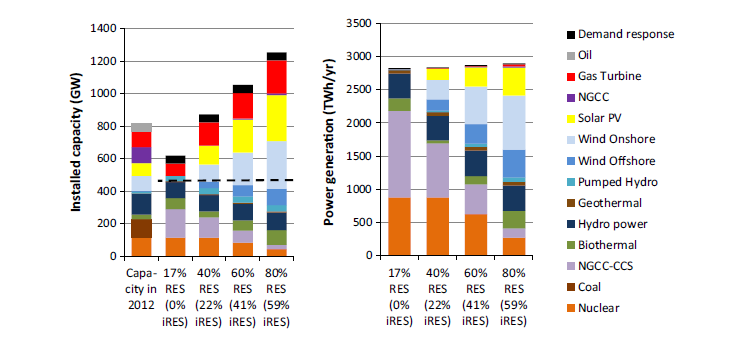 Installed capacity (GW)
1400
1200
1000
800
600
400
200
0
Capa-
city in
2012
17%
RES
(0%
iRES)
40%
RES
(22%
iRES)
60%
RES
(41%
iRES)
80%
RES
(59%
iRES)
Power generation (TWh/yr)
3500
3000
2500
2000
1500
1000
500
0
17%
RES
(0%
iRES)
40%
RES
(22%
iRES)
60%
RES
(41%
iRES)
80%
RES
(59%
iRES)
Demand response
Oil
Gas Turbine
NGCC
Solar PV
Wind Onshore
Wind Offshore
Pumped Hydro
Geothermal
Hydro power
Biothermal
NGCC-CCS
Coal
Nuclear